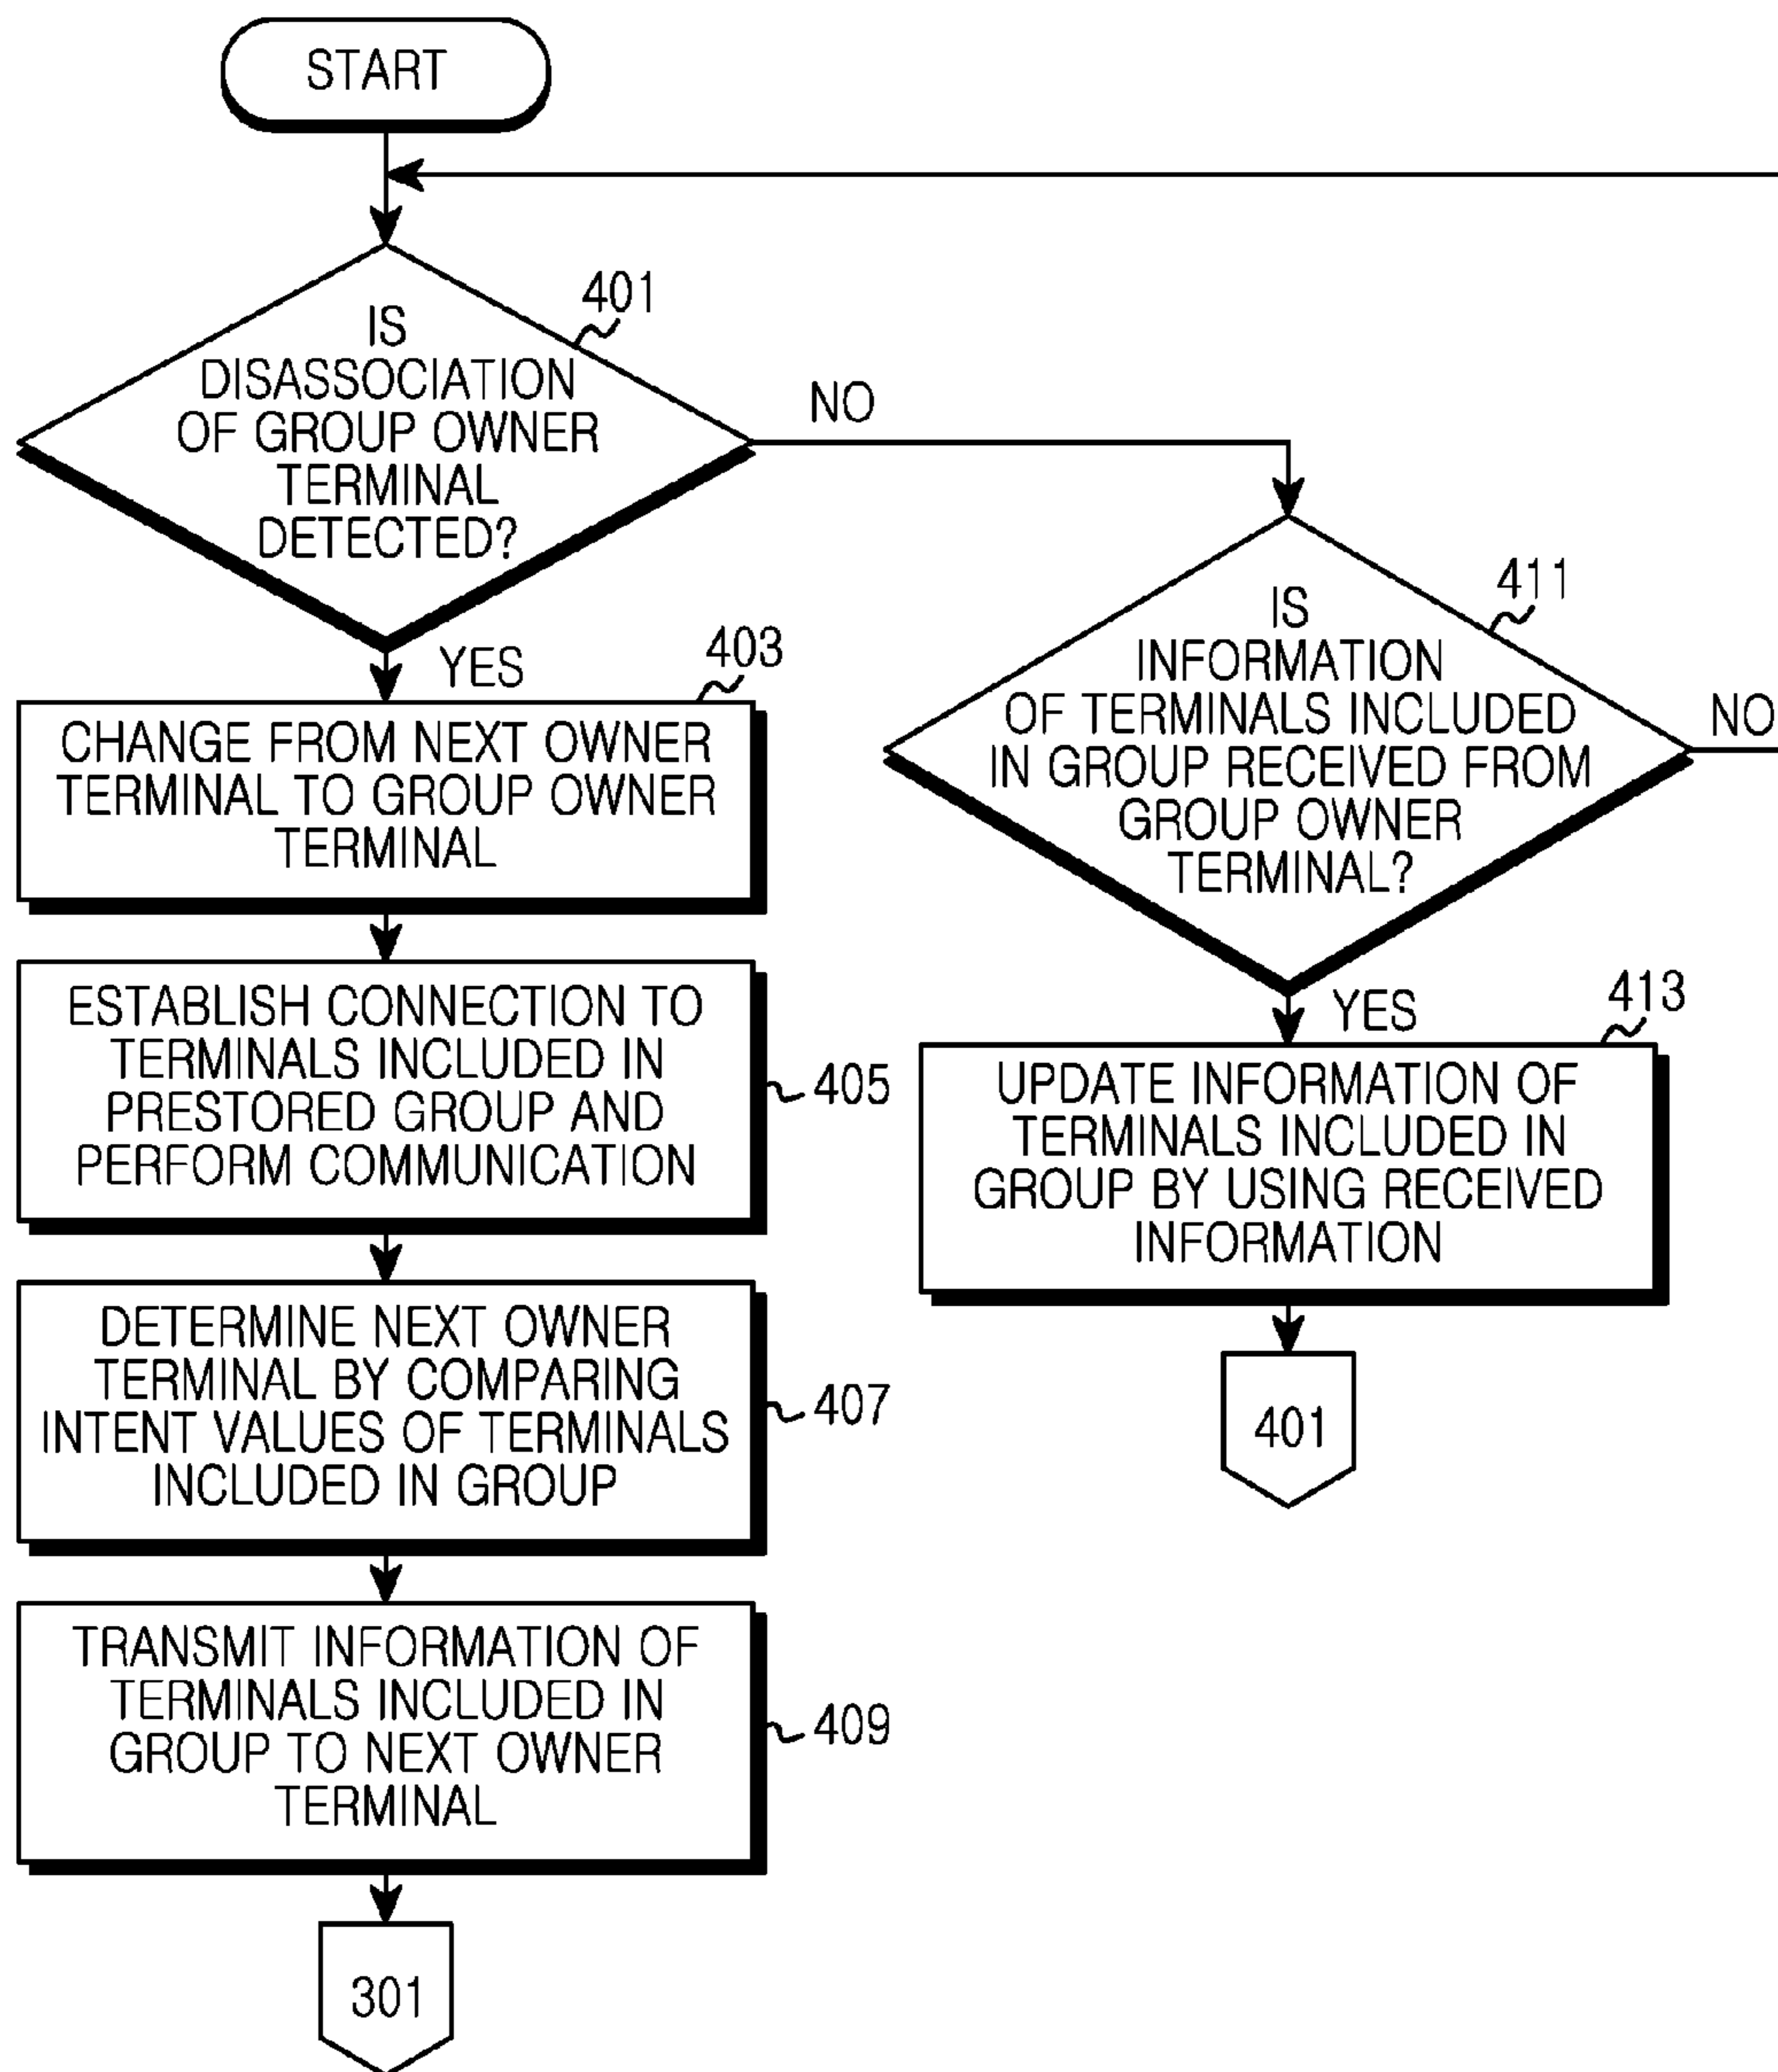 START
401
IS
DISASSOCIATION
OF GROUP OWNER
TERMINAL
DETECTED?
NO
YES
403
CHANGE FROM NEXT OWNER
TERMINAL TO GROUP OWNER
TERMINAL
ESTABLISH CONNECTION TO
TERMINALS INCLUDED IN
PRESTORED GROUP AND
PERFORM COMMUNICATION
405
DETERMINE NEXT OWNER
TERMINAL BY COMPARING
INTENT VALUES OF TERMINALS
INCLUDED IN GROUP
407
TRANSMIT INFORMATION OF
TERMINALS INCLUDED IN
GROUP TO NEXT OWNER
TERMINAL
409
301
411
IS
INFORMATION
OF TERMINALS INCLUDED
IN GROUP RECEIVED FROM
GROUP OWNER
TERMINAL?
NO
YES
413
UPDATE INFORMATION OF
TERMINALS INCLUDED IN
GROUP BY USING RECEIVED
INFORMATION
401